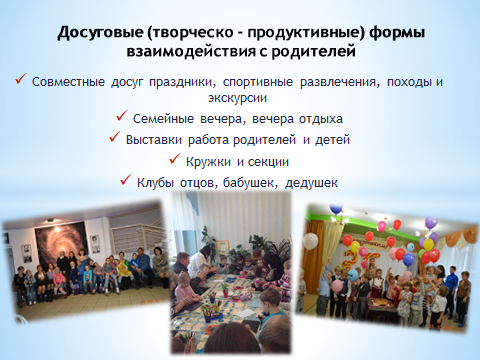 Досуговые (творческо - продуктивные) формы
взаимодействия с родителей
Совместные досуг праздники, спортивные развлечения, походы и
экскурсии
Семейные вечера, вечера отдыха
Выставки работа родителей и детей
Кружки и секции
Клубы отцов, бабушек, дедушек